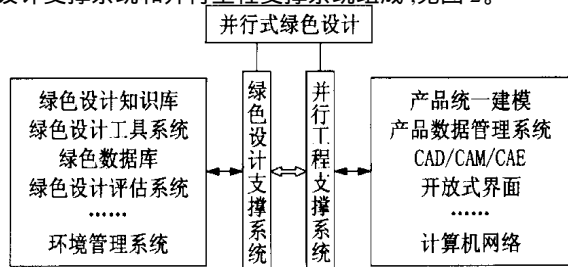 设计支撑系统和并行工程支撑系统组成,见图2。
并行式绿色设计
绿色设计知识库
绿色设计工具系统
绿色数据库
绿色设计评估系统
……
环境管理系统
绿色设计支撑系统
并行工程支撑系统
产品统一建模
产品数据管理系统
CAD/CAM/CAE
开放式界面
……
计算机网络